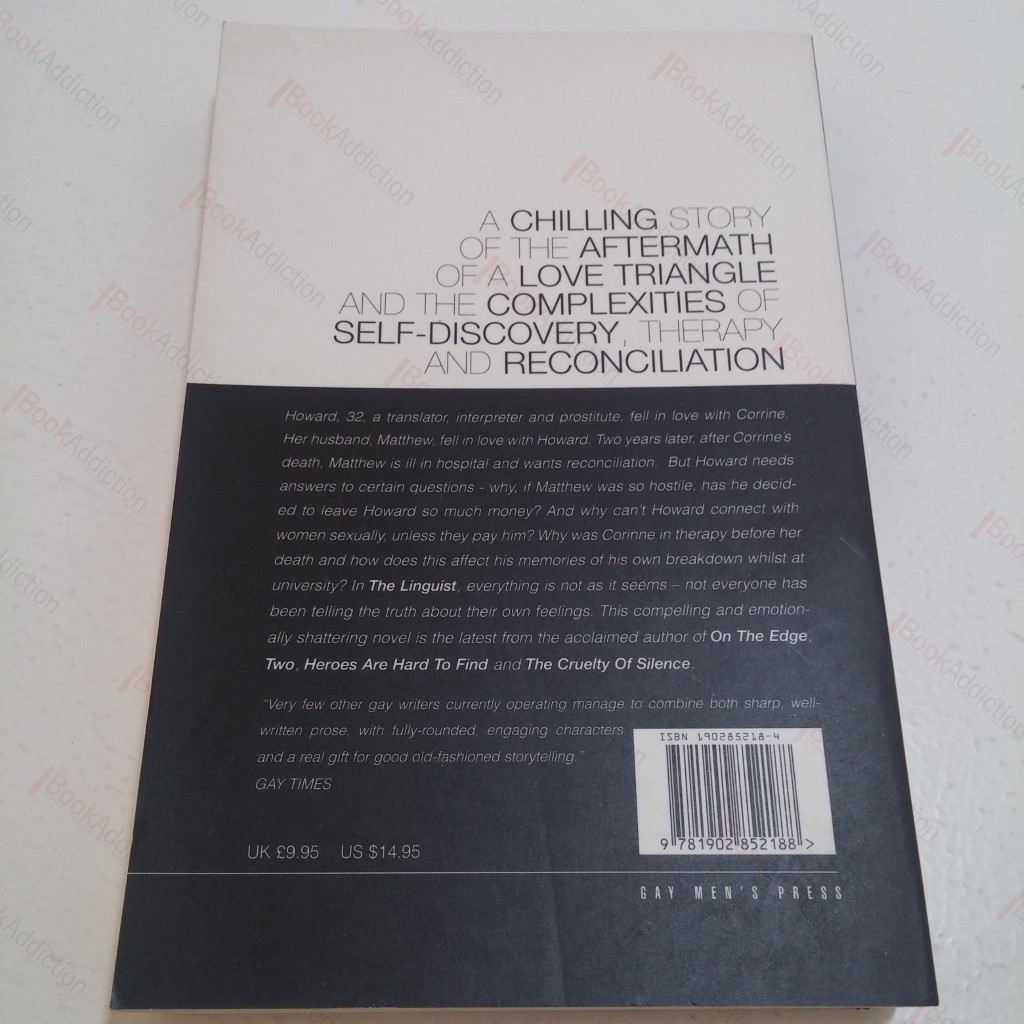 A CHILLING STORY
OF THE AFTERMATH
OF A LOVE TRIANGLE
AND THE COMPLEXITIES OF
SELF-DISCOVERY, THERAPY
AND RECONCILIATION
Howard, 32, a translator, interpreter and prostitute, fell in love with Corrine.
Her husband, Matthew, fell in love with Howard. Two years later, after Corrine's
death, Matthew is ill in hospital and wants reconciliation. But Howard needs
answers to certain questions - why, if Matthew was so hostile, has he decid-
ed to leave Howard so much money? And why can't Howard connect with
women sexually, unless they pay him? Why was Corinne in therapy before her
death and how does this affect his memories of his own breakdown whilst at
university? In The Linguist, everything is not as it seems – not everyone has
been telling the truth about their own feelings. This compelling and emotion-
ally shattering novel is the latest from the acclaimed author of On The Edge,
Two, Heroes Are Hard To Find and The Cruelty Of Silence.
"Very few other gay writers currently operating manage to combine both sharp, well-
written prose, with fully-rounded, engaging characters
and a real gift for good old-fashioned storytelling."
GAY TIMES
ISBN 190285218-4
9 781902 852188 >
UK £9.95 US $14.95
GAY MEN'S PRESS
BookAddiction